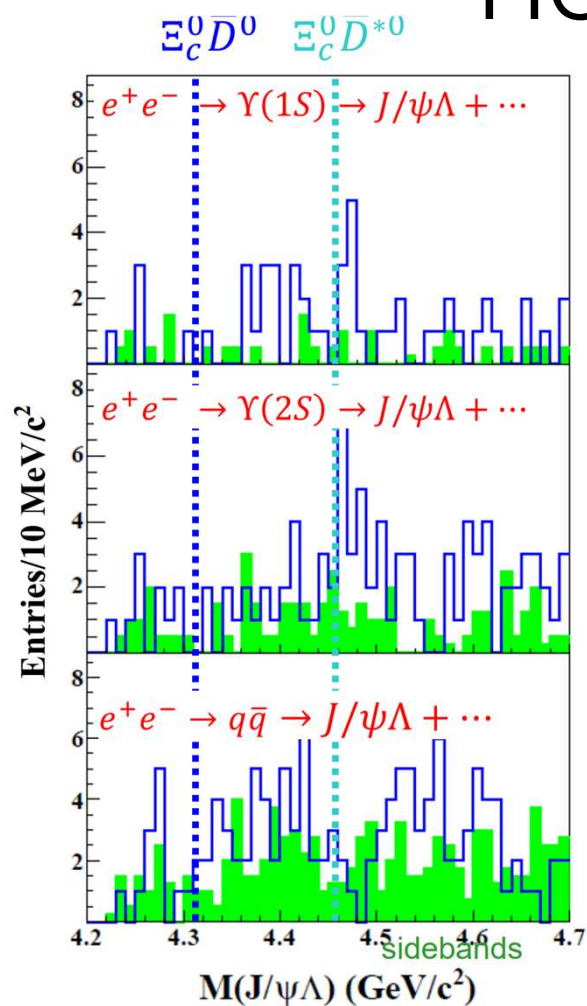 Ξ_c^0 D̄^0 Ξ_c^0 D̄^{*0}
e⁺e⁻ → Υ(1S) → J/ψΛ + ⋯
8
6
4
2
e⁺e⁻ → Υ(2S) → J/ψΛ + ⋯
8
6
4
2
e⁺e⁻ → qq̄ → J/ψΛ + ⋯
8
6
4
2
Entries/10 MeV/c²
4.2 4.3 4.4 4.5 4.6 4.7
sidebands
M(J/ψΛ) (GeV/c²)